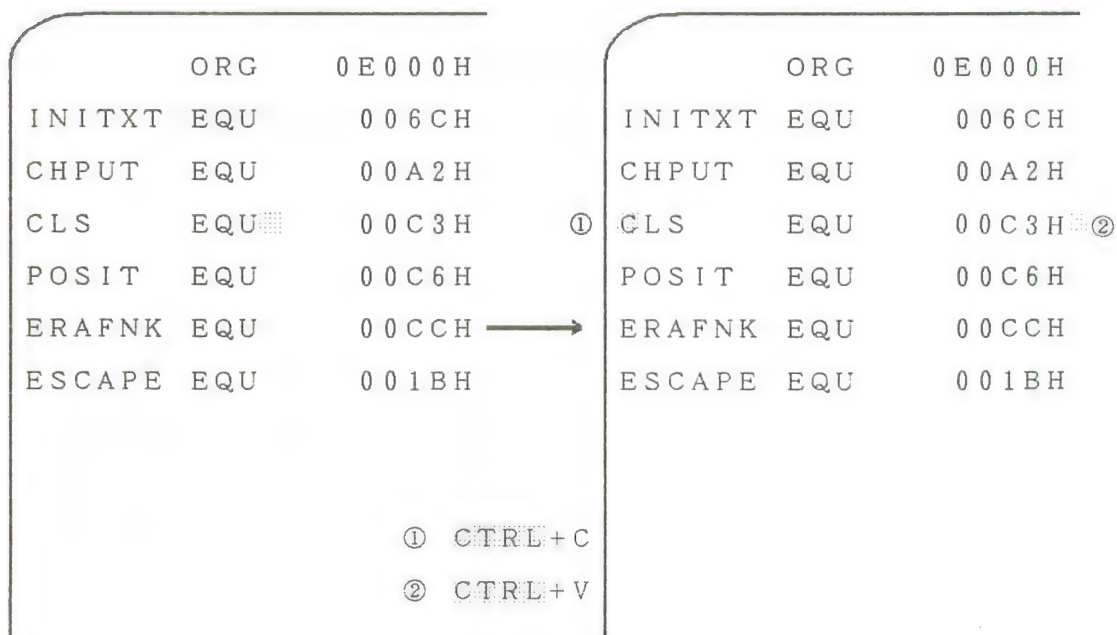 ORG 0E000H
INITXT EQU 006CH
CHPUT EQU 00A2H
CLS EQU 00C3H
POSIT EQU 00C6H
ERAFNK EQU 00CCH
ESCAPE EQU 001BH
① CTRL+C
② CTRL+V
ORG 0E000H
INITXT EQU 006CH
CHPUT EQU 00A2H
① CLS EQU 00C3H ②
POSIT EQU 00C6H
ERAFNK EQU 00CCH
ESCAPE EQU 001BH